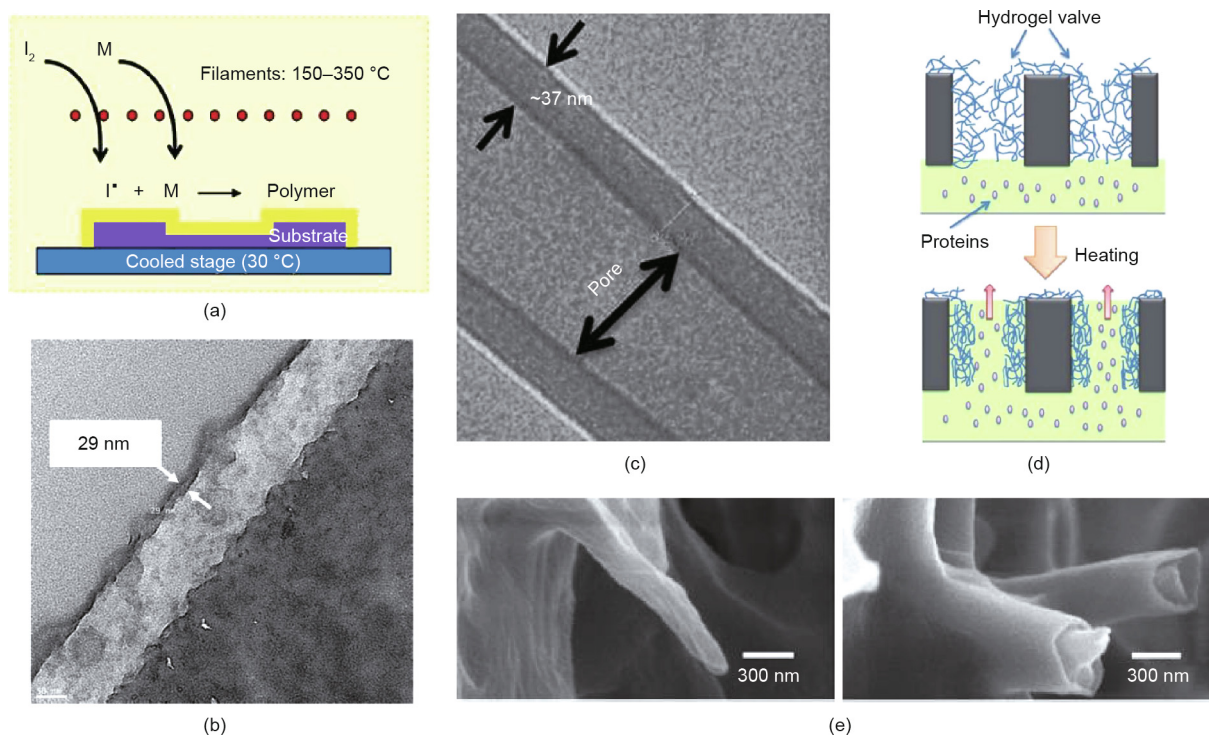 I2
M
Filaments: 150–350 °C
I• + M
Polymer
Substrate
Cooled stage (30 °C)
(a)
29 nm
(b)
~37 nm
Pore
(c)
Hydrogel valve
Proteins
Heating
(d)
300 nm
300 nm
(e)